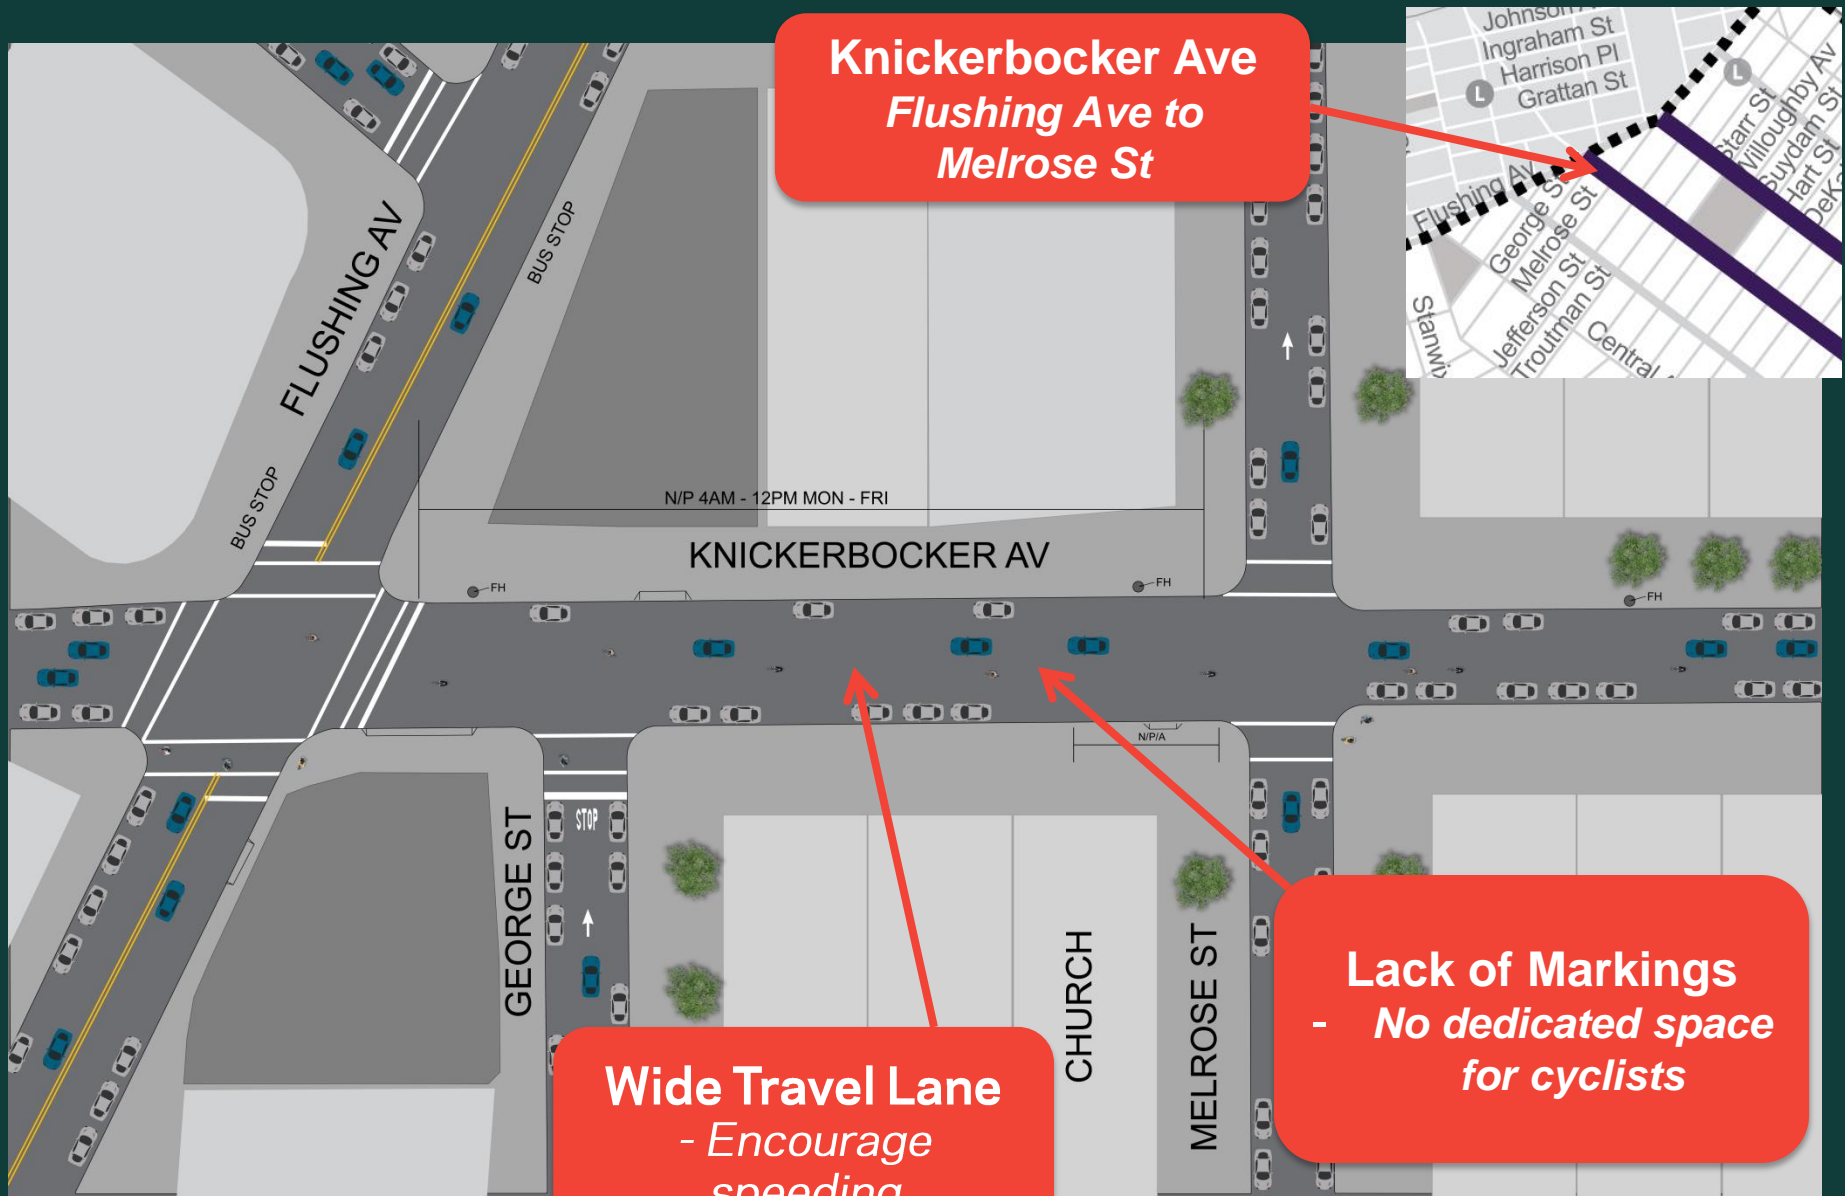 Knickerbocker Ave
Flushing Ave to
Melrose St
Ingraham St
Harrison Pl
Grattan St
L
L
Starr St
Willoughby Av
Suydam St
Hart St
Flushing Av
George St
Melrose St
Jefferson St
Troutman St
Central
BUS STOP
FLUSHING AV
BUS STOP
N/P 4AM - 12PM MON - FRI
KNICKERBOCKER AV
FH
FH
FH
N/P/A
GEORGE ST
STOP
CHURCH
MELROSE ST
Wide Travel Lane
- Encourage
speeding
Lack of Markings
- No dedicated space
for cyclists